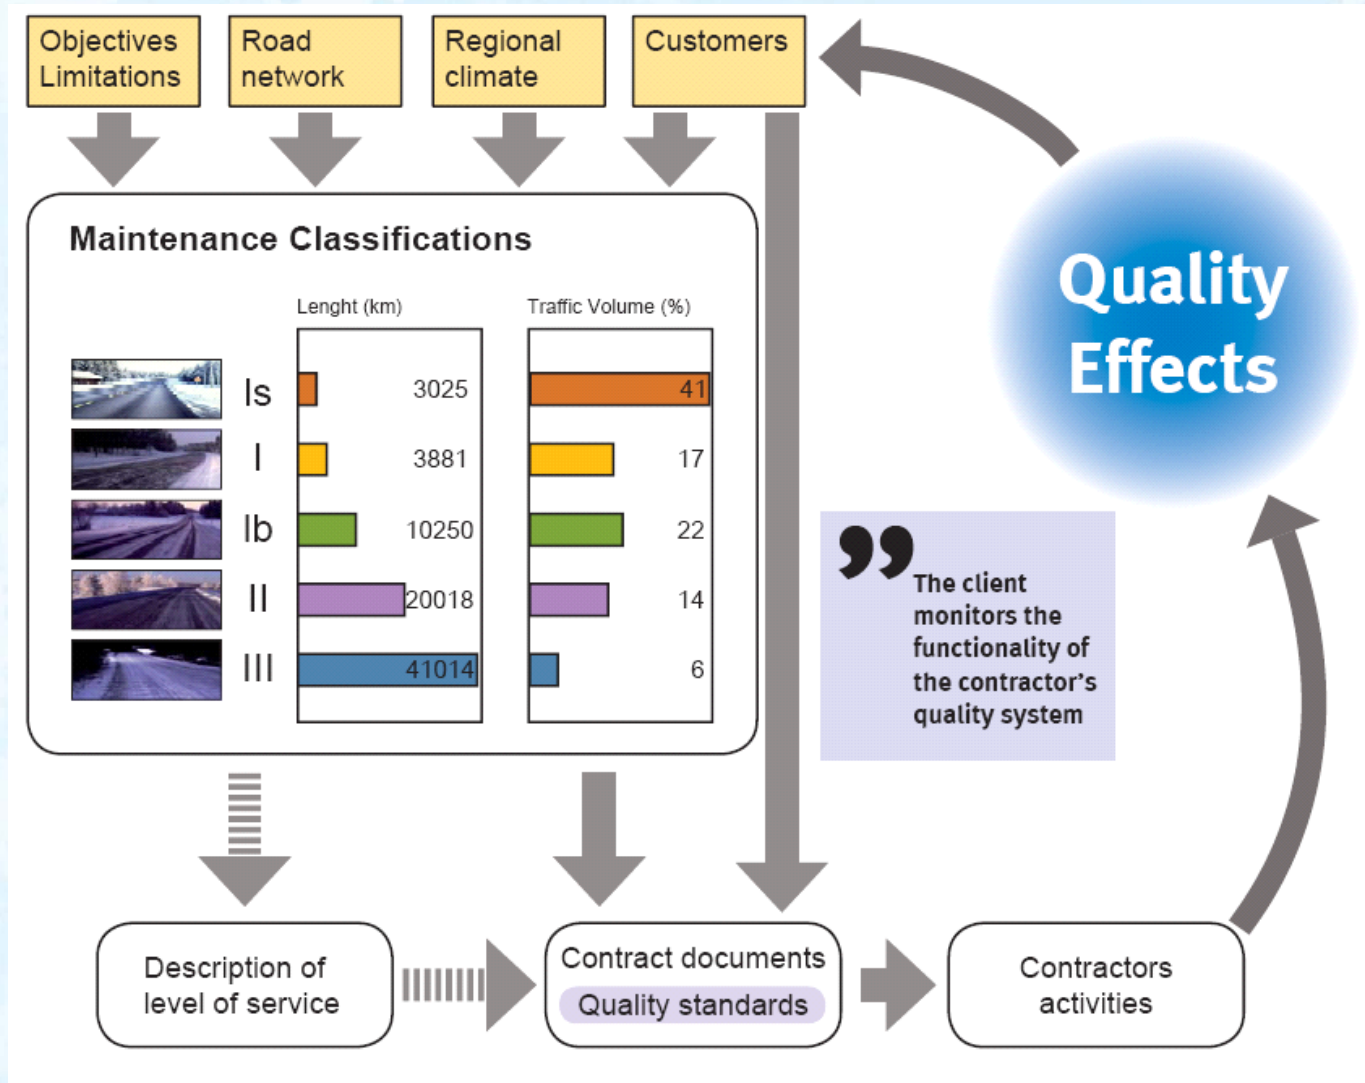 Objectives
Limitations
Road
network
Regional
climate
Customers
Maintenance Classifications
Lenght (km)
Traffic Volume (%)
Is 3025 41
I 3881 17
Ib 10250 22
II 20018 14
III 41014 6
Quality
Effects
” The client
monitors the
functionality of
the contractor’s
quality system
Description of
level of service
Contract documents
Quality standards
Contractors
activities